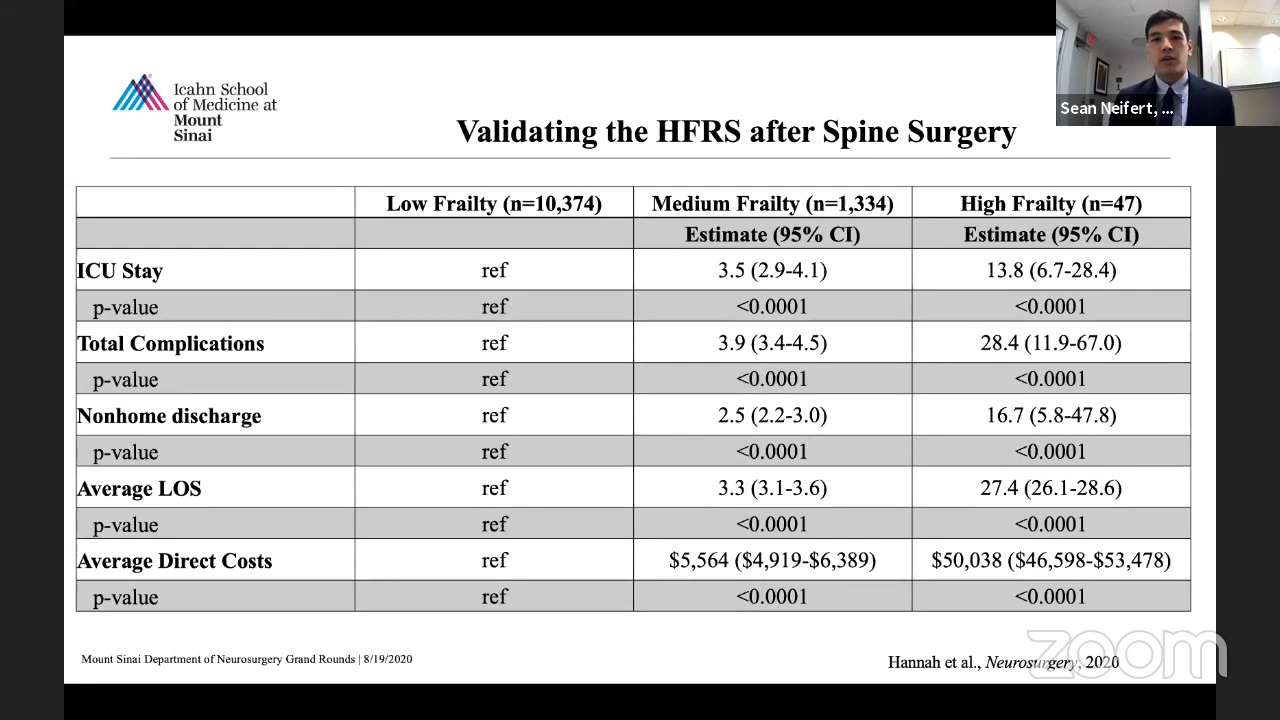 Icahn School
of Medicine at
Mount
Sinai
Sean Neifert, ...
Validating the HFRS after Spine Surgery
Low Frailty (n=10,374) Medium Frailty (n=1,334) High Frailty (n=47)
Estimate (95% CI) Estimate (95% CI)
ICU Stay ref 3.5 (2.9-4.1) 13.8 (6.7-28.4)
p-value ref <0.0001 <0.0001
Total Complications ref 3.9 (3.4-4.5) 28.4 (11.9-67.0)
p-value ref <0.0001 <0.0001
Nonhome discharge ref 2.5 (2.2-3.0) 16.7 (5.8-47.8)
p-value ref <0.0001 <0.0001
Average LOS ref 3.3 (3.1-3.6) 27.4 (26.1-28.6)
p-value ref <0.0001 <0.0001
Average Direct Costs ref $5,564 ($4,919-$6,389) $50,038 ($46,598-$53,478)
p-value ref <0.0001 <0.0001
Mount Sinai Department of Neurosurgery Grand Rounds | 8/19/2020
Hannah et al., Neurosurgery, 2020
zoom